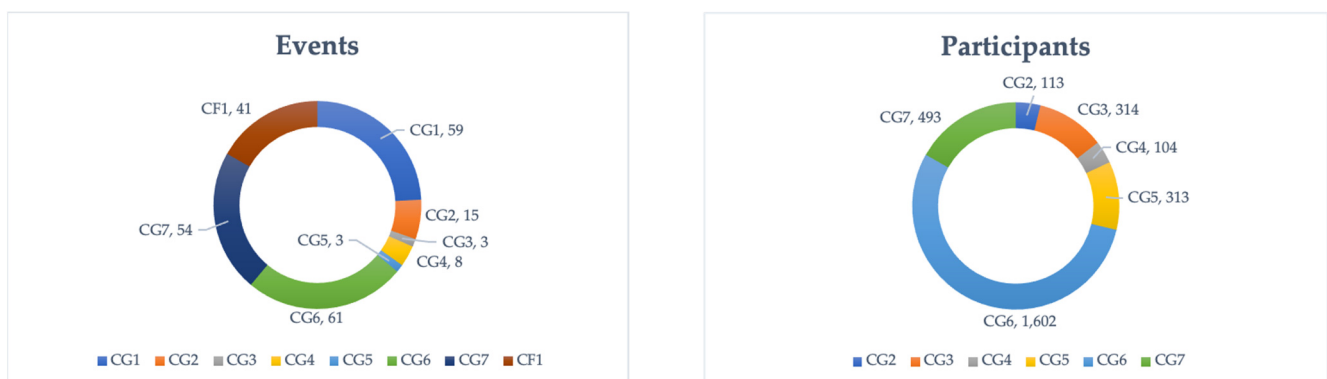 Events
CF1, 41
CG1, 59
CG7, 54
CG2, 15
CG5, 3
CG3, 3
CG4, 8
CG6, 61
CG1 CG2 CG3 CG4 CG5 CG6 CG7 CF1
Participants
CG2, 113
CG7, 493
CG3, 314
CG4, 104
CG5, 313
CG6, 1,602
CG2 CG3 CG4 CG5 CG6 CG7